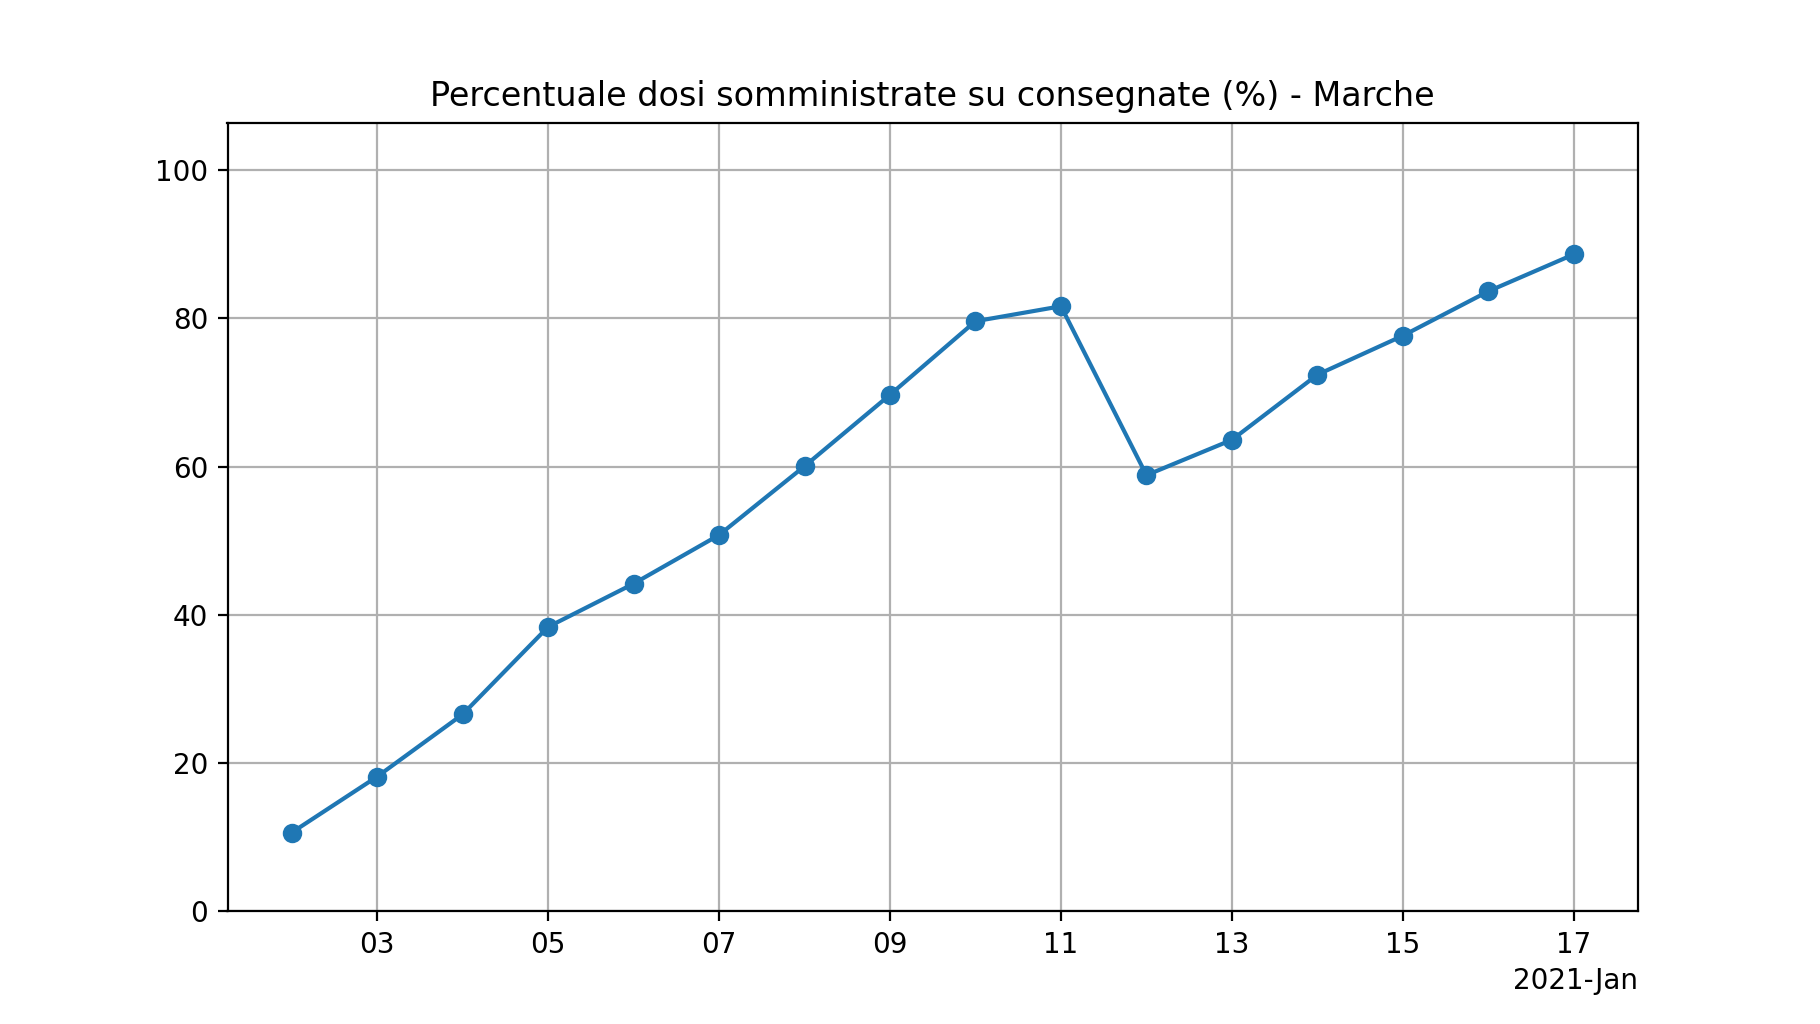 Percentuale dosi somministrate su consegnate (%) - Marche
100
80
60
40
20
0
03 05 07 09 11 13 15 17
2021-Jan